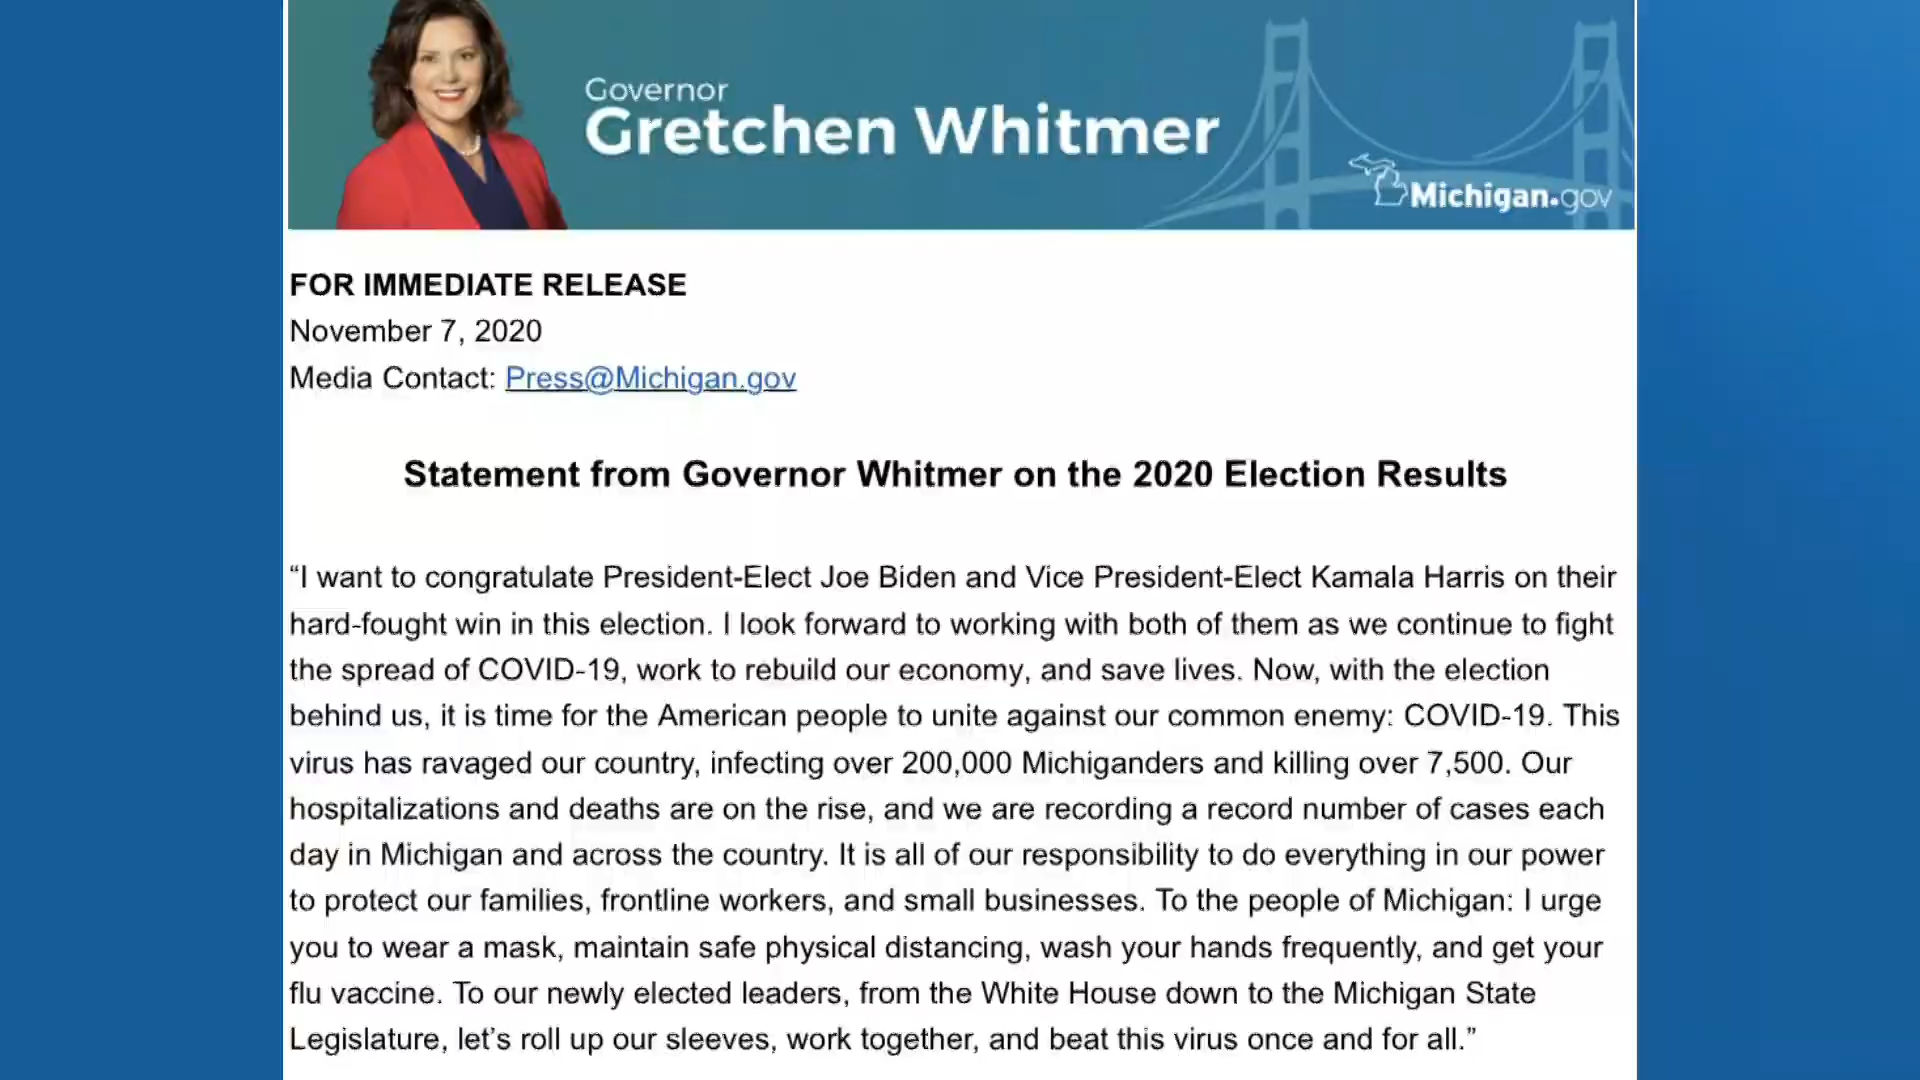 Governor
Gretchen Whitmer
Michigan.gov
FOR IMMEDIATE RELEASE
November 7, 2020
Media Contact: Press@Michigan.gov
Statement from Governor Whitmer on the 2020 Election Results
“I want to congratulate President-Elect Joe Biden and Vice President-Elect Kamala Harris on their
hard-fought win in this election. I look forward to working with both of them as we continue to fight
the spread of COVID-19, work to rebuild our economy, and save lives. Now, with the election
behind us, it is time for the American people to unite against our common enemy: COVID-19. This
virus has ravaged our country, infecting over 200,000 Michiganders and killing over 7,500. Our
hospitalizations and deaths are on the rise, and we are recording a record number of cases each
day in Michigan and across the country. It is all of our responsibility to do everything in our power
to protect our families, frontline workers, and small businesses. To the people of Michigan: I urge
you to wear a mask, maintain safe physical distancing, wash your hands frequently, and get your
flu vaccine. To our newly elected leaders, from the White House down to the Michigan State
Legislature, let’s roll up our sleeves, work together, and beat this virus once and for all.”